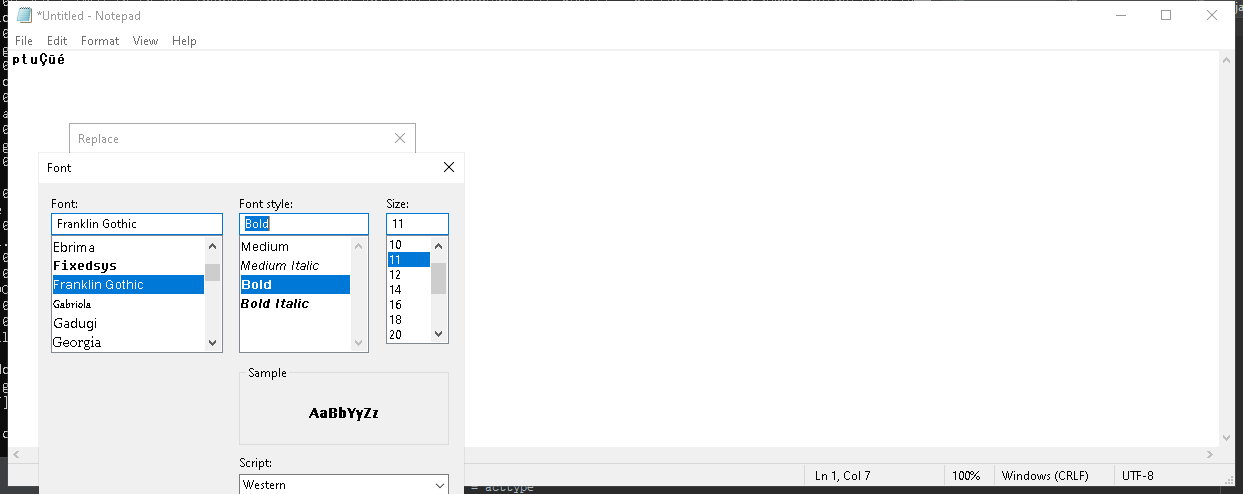 *Untitled - Notepad
File Edit Format View Help
ptuÇūé
Replace
Font
Font: Font style: Size:
Franklin Gothic Bold 11
Ebrima Medium 10
Fixedsys Medium Italic 11
Franklin Gothic Bold 12
Gabriola Bold Italic 14
Gadugi 16
Georgia 18
20
Sample
AaBbYyZz
Script:
Western
Ln 1, Col 7 100% Windows (CRLF) UTF-8
= acctype